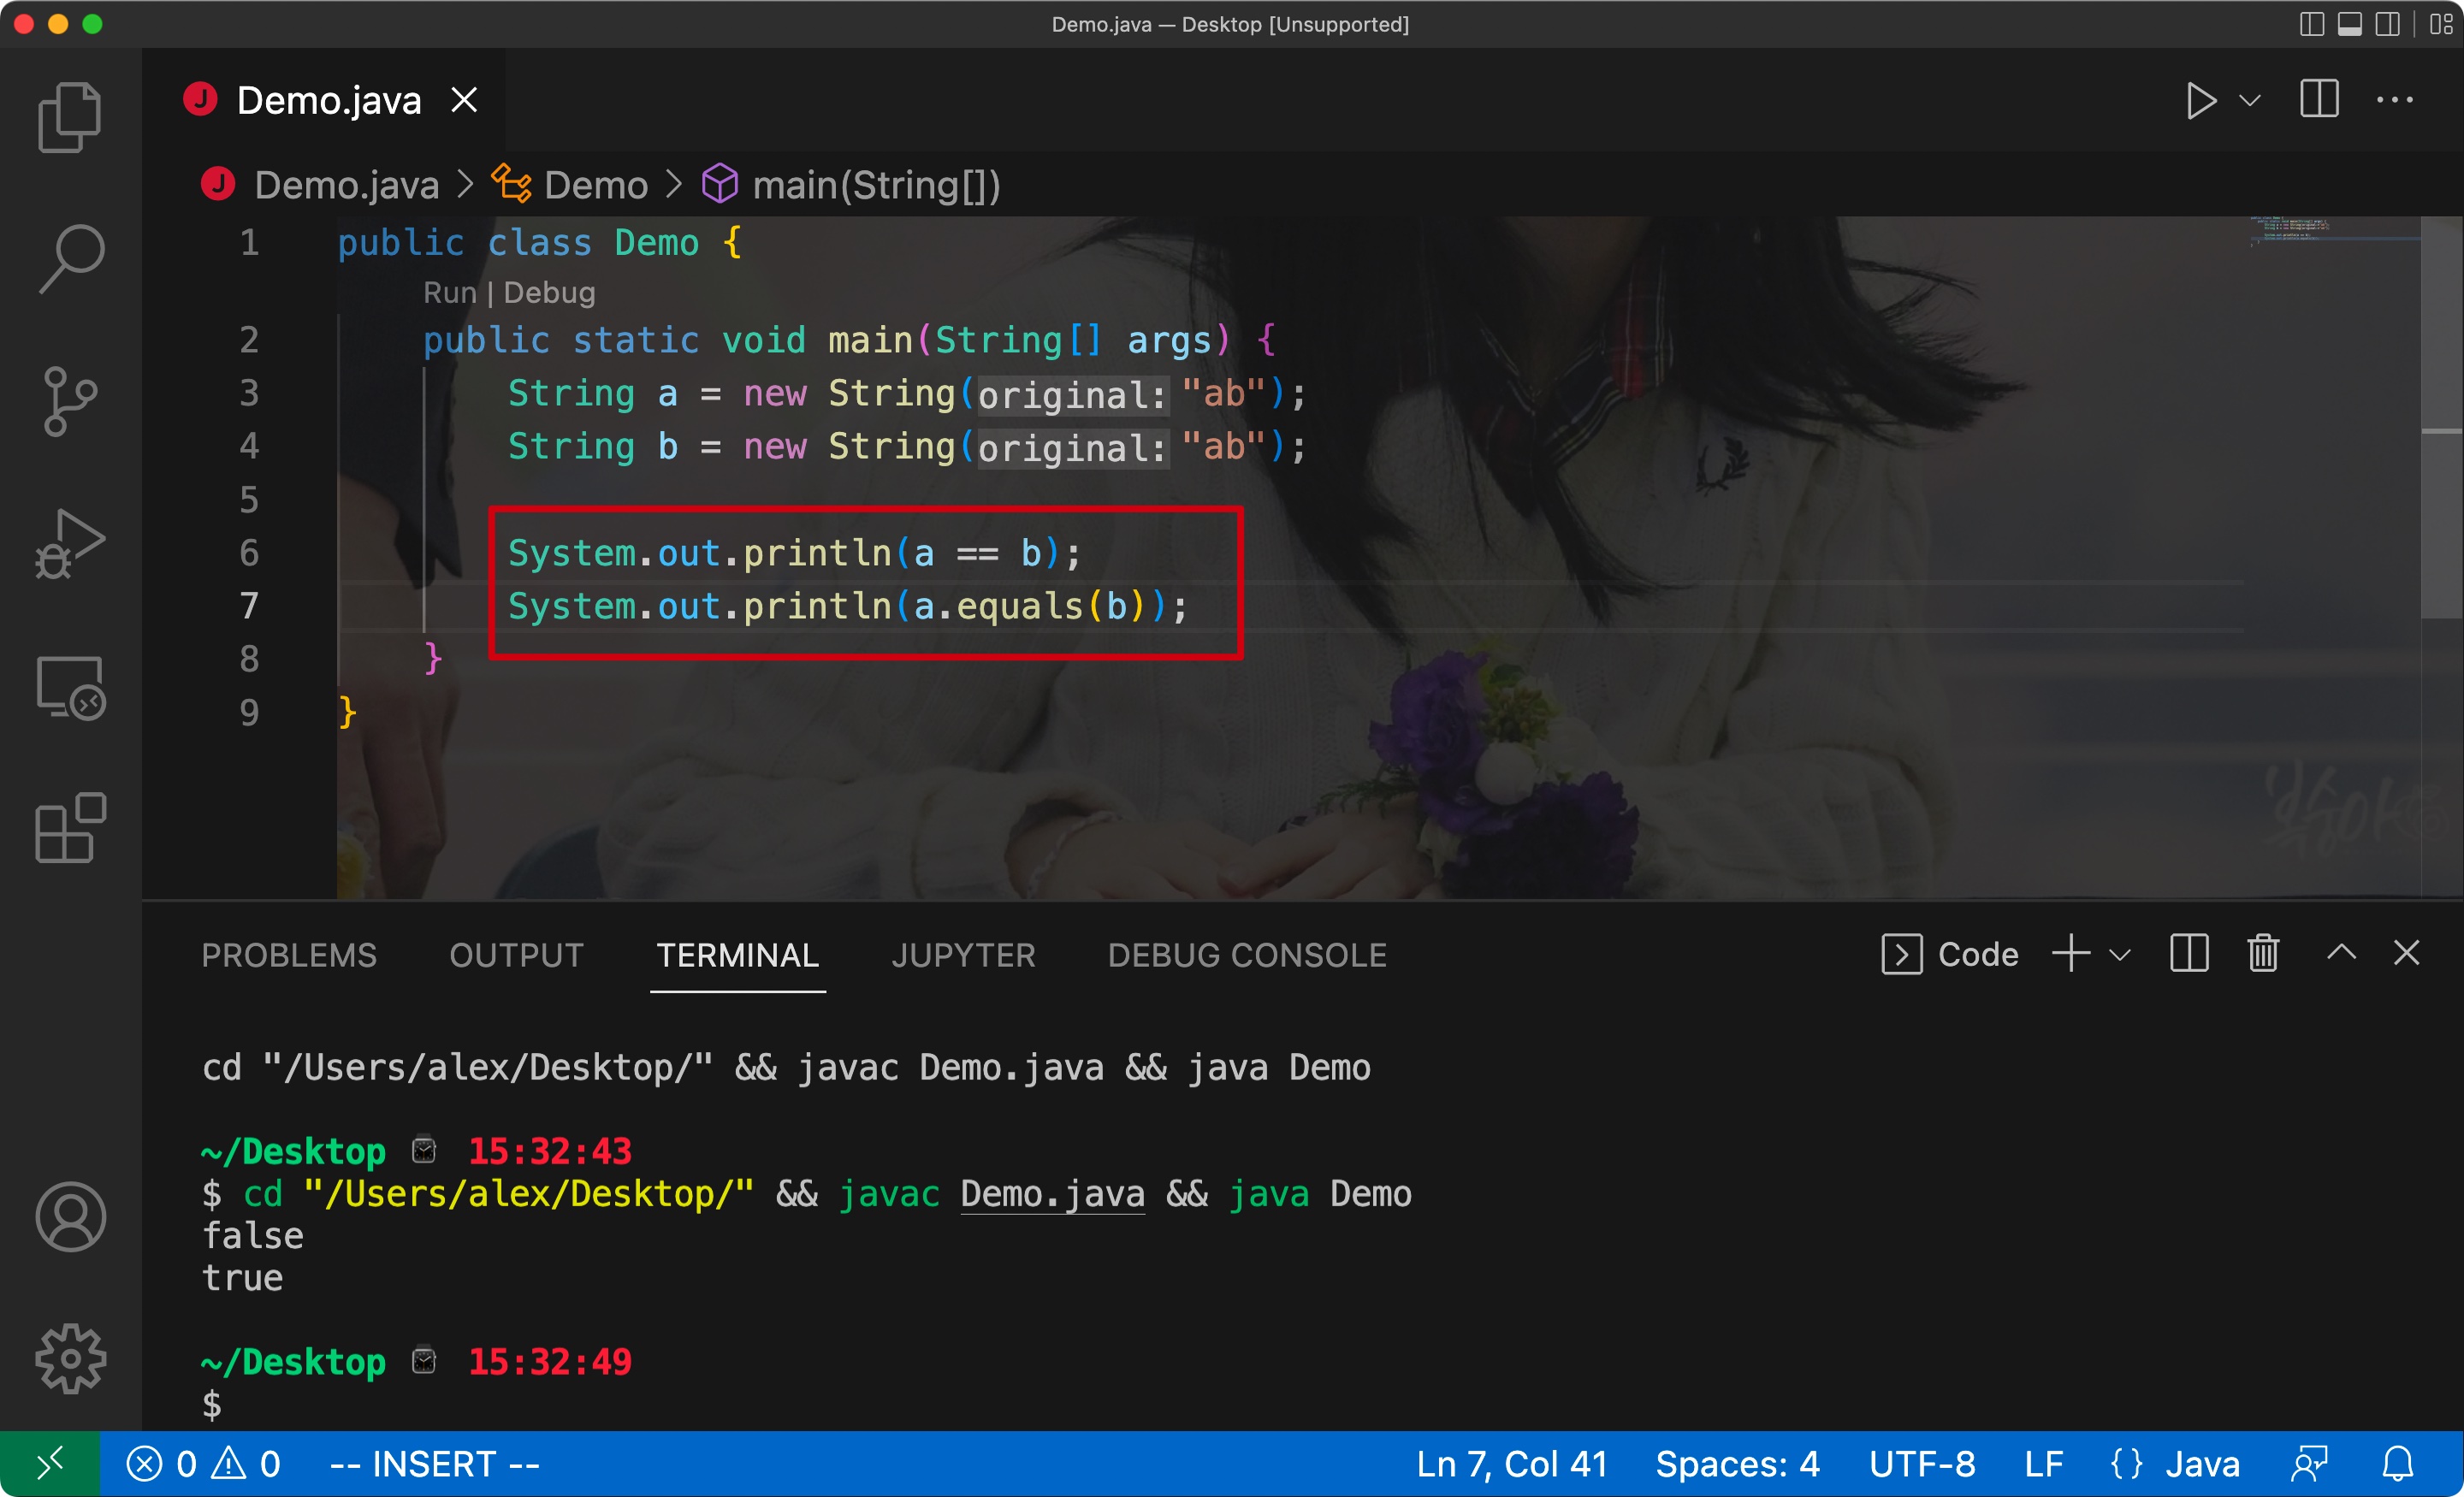 Demo.java — Desktop [Unsupported]
J Demo.java
J Demo.java > Demo > main(String[])
1 public class Demo {
Run | Debug
2 public static void main(String[] args) {
3 String a = new String(original: "ab");
4 String b = new String(original: "ab");
5
6 System.out.println(a == b);
7 System.out.println(a.equals(b));
8 }
9 }
PROBLEMS OUTPUT TERMINAL JUPYTER DEBUG CONSOLE Code
cd "/Users/alex/Desktop/" && javac Demo.java && java Demo
~/Desktop ⌚ 15:32:43
$ cd "/Users/alex/Desktop/" && javac Demo.java && java Demo
false
true
~/Desktop ⌚ 15:32:49
$
0 0 -- INSERT -- Ln 7, Col 41 Spaces: 4 UTF-8 LF {} Java